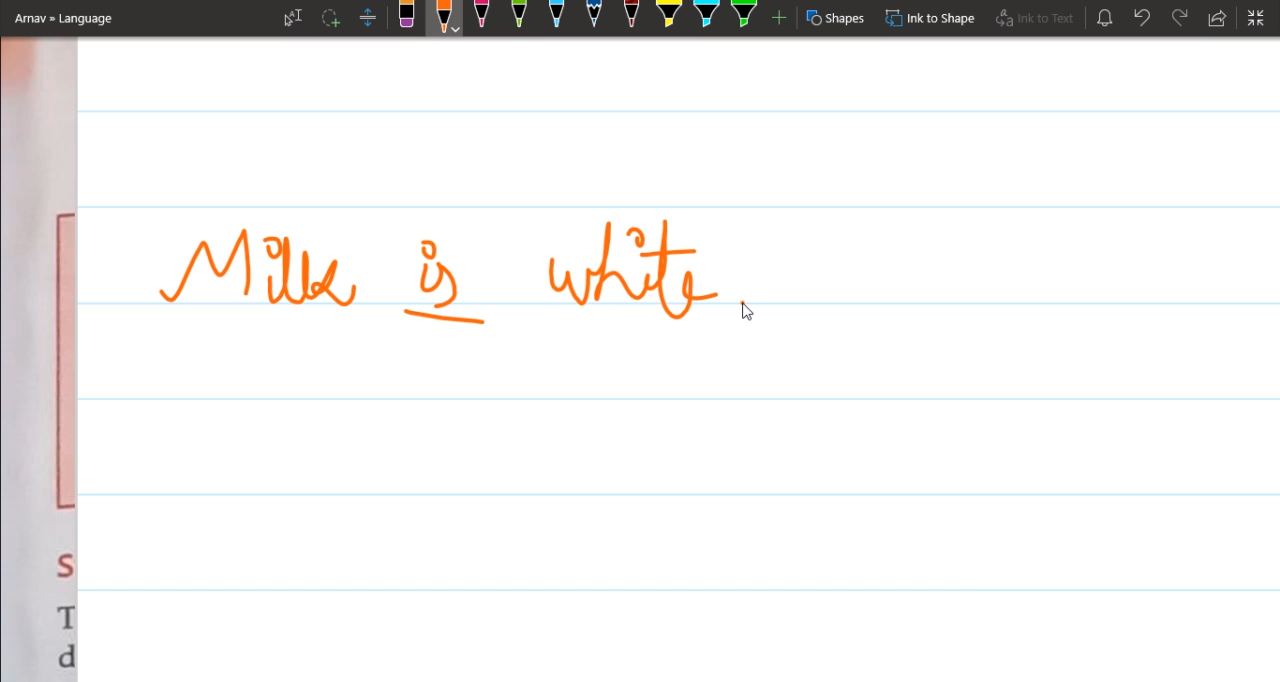 Arnav » Language
Shapes
Ink to Shape
Ink to Text
Milk is white.
S
T
d